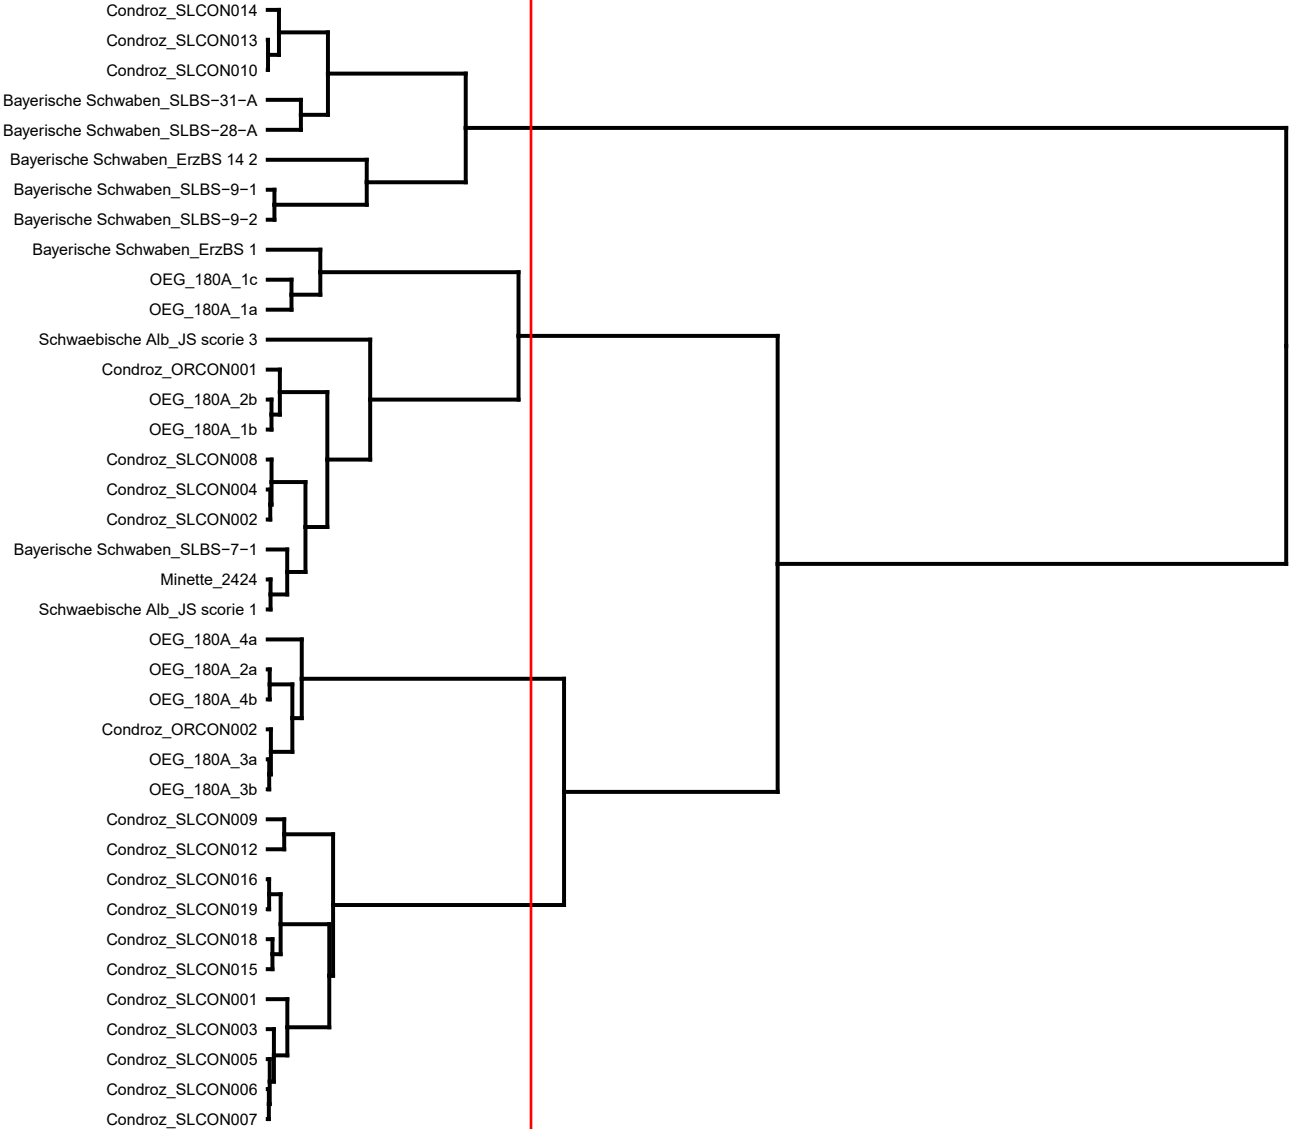 Condroz_SLCON014
Condroz_SLCON013
Condroz_SLCON010
Bayerische Schwaben_SLBS−31−A
Bayerische Schwaben_SLBS−28−A
Bayerische Schwaben_ErzBS 14 2
Bayerische Schwaben_SLBS−9−1
Bayerische Schwaben_SLBS−9−2
Bayerische Schwaben_ErzBS 1
OEG_180A_1c
OEG_180A_1a
Schwaebische Alb_JS scorie 3
Condroz_ORCON001
OEG_180A_2b
OEG_180A_1b
Condroz_SLCON008
Condroz_SLCON004
Condroz_SLCON002
Bayerische Schwaben_SLBS−7−1
Minette_2424
Schwaebische Alb_JS scorie 1
OEG_180A_4a
OEG_180A_2a
OEG_180A_4b
Condroz_ORCON002
OEG_180A_3a
OEG_180A_3b
Condroz_SLCON009
Condroz_SLCON012
Condroz_SLCON016
Condroz_SLCON019
Condroz_SLCON018
Condroz_SLCON015
Condroz_SLCON001
Condroz_SLCON003
Condroz_SLCON005
Condroz_SLCON006
Condroz_SLCON007